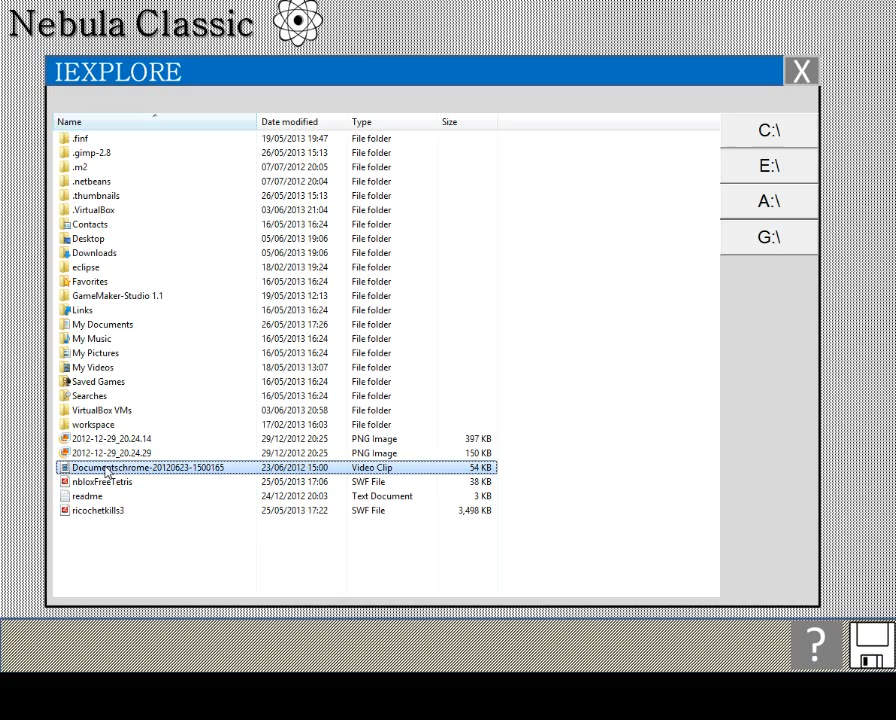 Nebula Classic
IEXPLORE X
Name Date modified Type Size
.finf 19/05/2013 19:47 File folder
.gimp-2.8 26/05/2013 15:13 File folder
.m2 07/07/2012 20:05 File folder
.netbeans 07/07/2012 20:04 File folder
.thumbnails 26/05/2013 15:13 File folder
.VirtualBox 03/06/2013 21:04 File folder
Contacts 16/05/2013 16:24 File folder
Desktop 05/06/2013 19:06 File folder
Downloads 05/06/2013 19:06 File folder
eclipse 18/02/2013 19:24 File folder
Favorites 16/05/2013 16:24 File folder
GameMaker-Studio 1.1 19/05/2013 12:13 File folder
Links 16/05/2013 16:24 File folder
My Documents 26/05/2013 17:26 File folder
My Music 16/05/2013 16:24 File folder
My Pictures 16/05/2013 16:24 File folder
My Videos 18/05/2013 13:07 File folder
Saved Games 16/05/2013 16:24 File folder
Searches 16/05/2013 16:24 File folder
VirtualBox VMs 03/06/2013 20:58 File folder
workspace 17/02/2013 16:03 File folder
2012-12-29_20.24.14 29/12/2012 20:25 PNG Image 397 KB
2012-12-29_20.24.29 29/12/2012 20:25 PNG Image 150 KB
Documentschrome-20120623-1500165 23/06/2012 15:00 Video Clip 54 KB
nbloxFreeTetris 25/05/2013 17:06 SWF File 38 KB
readme 24/12/2012 20:03 Text Document 3 KB
ricochetkills3 25/05/2013 17:22 SWF File 3,498 KB
C:\
E:\
A:\
G:\
?